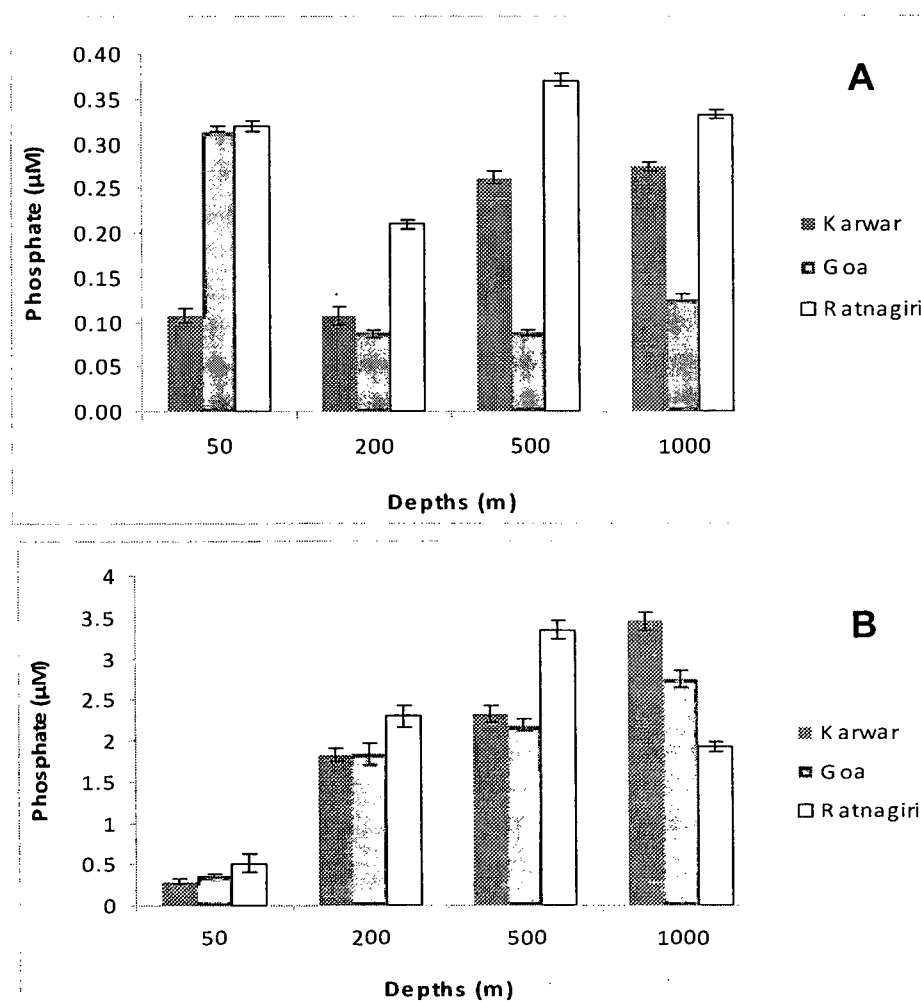 A
Phosphate (µM)
0.40
0.35
0.30
0.25
0.20
0.15
0.10
0.05
0.00
50 200 500 1000
Depths (m)
Karwar
Goa
Ratnagiri
B
Phosphate (µM)
4
3.5
3
2.5
2
1.5
1
0.5
0
50 200 500 1000
Depths (m)
Karwar
Goa
Ratnagiri